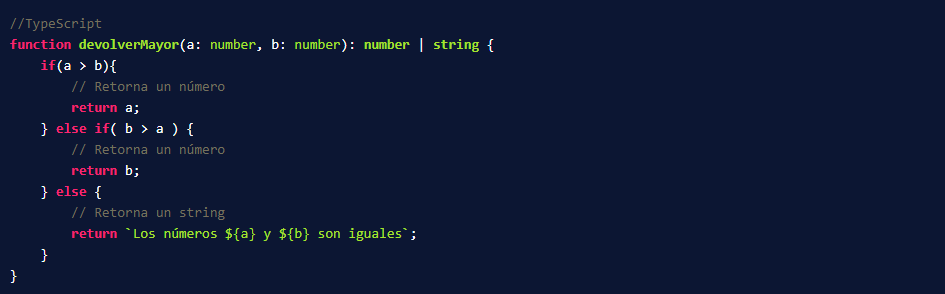 //TypeScript
function devolverMayor(a: number, b: number): number | string {
    if(a > b){
        // Retorna un número
        return a;
    } else if( b > a ) {
        // Retorna un número
        return b;
    } else {
        // Retorna un string
        return `Los números ${a} y ${b} son iguales`;
    }
}